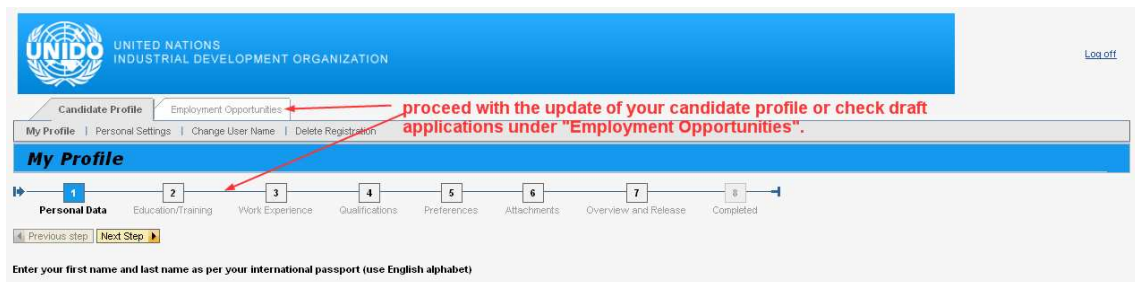 UNIDO
UNITED NATIONS
INDUSTRIAL DEVELOPMENT ORGANIZATION
Log off
Candidate Profile Employment Opportunities
proceed with the update of your candidate profile or check draft
applications under "Employment Opportunities".
My Profile | Personal Settings | Change User Name | Delete Registration
My Profile
1 2 3 4 5 6 7 8
Personal Data Education/Training Work Experience Qualifications Preferences Attachments Overview and Release Completed
Previous step Next Step
Enter your first name and last name as per your international passport (use English alphabet)